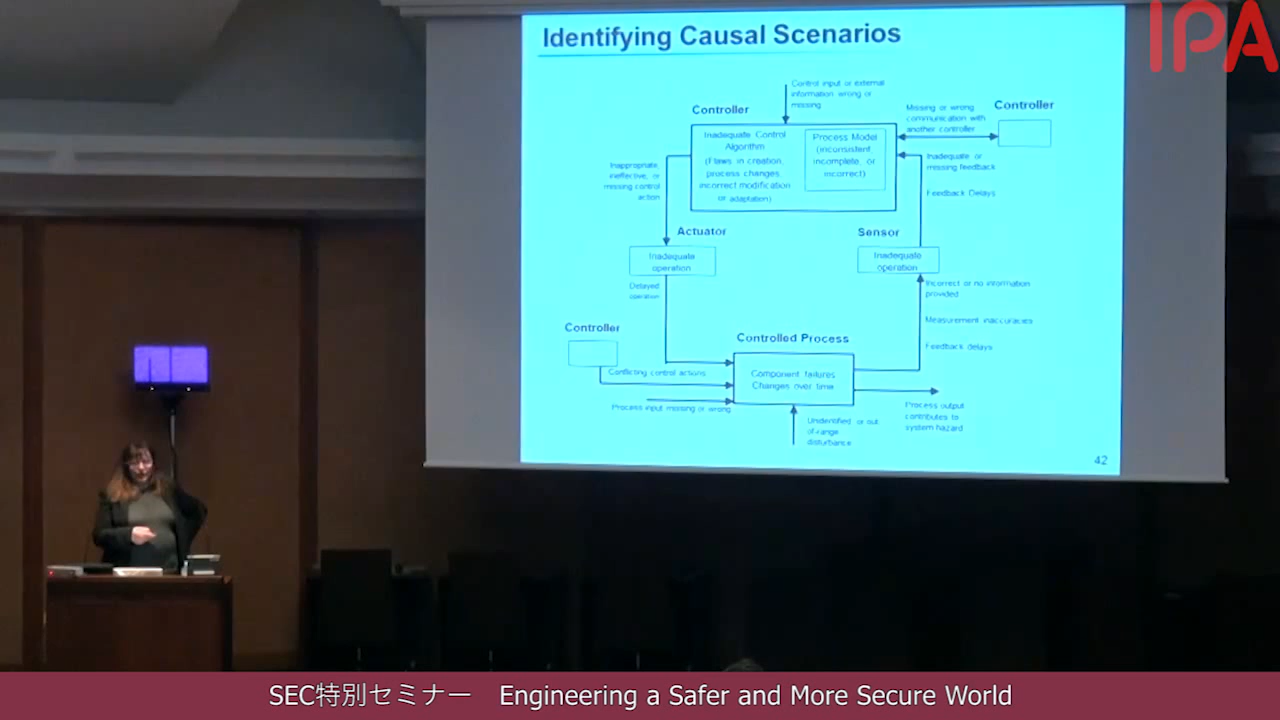 IPA
Identifying Causal Scenarios
Control input or external
information wrong or
missing
Controller
Missing or wrong
communication with
another controller
Controller
Inadequate Control
Algorithm
(Flaws in creation,
process changes,
incorrect modification
or adaptation)
Process Model
(inconsistent,
incomplete, or
incorrect)
Inappropriate,
ineffective, or
missing control
action
Inadequate or
missing feedback
Feedback Delays
Actuator
Inadequate
operation
Sensor
Inadequate
operation
Delayed
operation
Incorrect or no information
provided
Measurement inaccuracies
Feedback delays
Controller
Controlled Process
Component failures
Changes over time
Conflicting control actions
Process input missing or wrong
Unidentified or out-
of-range
disturbance
Process output
contributes to
system hazard
42
SEC特別セミナー Engineering a Safer and More Secure World